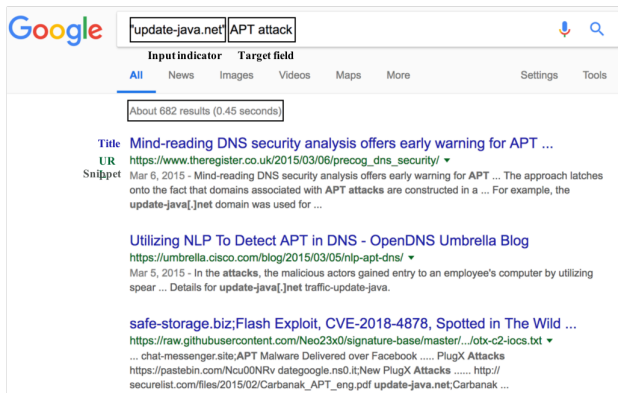 Google
"update-java.net" APT attack
Input indicator Target field
All News Images Videos Maps More Settings Tools
About 682 results (0.45 seconds)
Title Mind-reading DNS security analysis offers early warning for APT ...
UR https://www.theregister.co.uk/2015/03/06/precog_dns_security/
Snippet Mar 6, 2015 - Mind-reading DNS security analysis offers early warning for APT ... The approach latches
onto the fact that domains associated with APT attacks are constructed in a ... For example, the
update-java[.]net domain was used for ...
Utilizing NLP To Detect APT in DNS - OpenDNS Umbrella Blog
https://umbrella.cisco.com/blog/2015/03/05/nlp-apt-dns/
Mar 5, 2015 - In the attacks, the malicious actors gained entry to an employee's computer by utilizing
spear ... Details for update-java[.]net traffic-update-java.
safe-storage.biz;Flash Exploit, CVE-2018-4878, Spotted in The Wild ...
https://raw.githubusercontent.com/Neo23x0/signature-base/master/.../otx-c2-iocs.txt
... chat-messenger.site;APT Malware Delivered over Facebook ..... PlugX Attacks
https://pastebin.com/Ncu00NRv dategoogle.ns0.it;New PlugX Attacks ...... http://
securelist.com/files/2015/02/Carbanak_APT_eng.pdf update-java.net;Carbanak ...